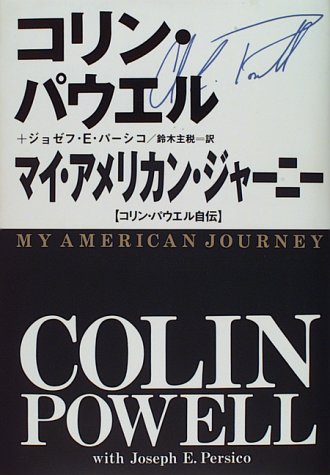 コリン・
パウエル
+ジョゼフ・E・パーシコ/鈴木主税=訳
マイ・アメリカン・ジャーニー
【コリン・パウエル自伝】
MY AMERICAN JOURNEY
COLIN
POWELL
with Joseph E. Persico